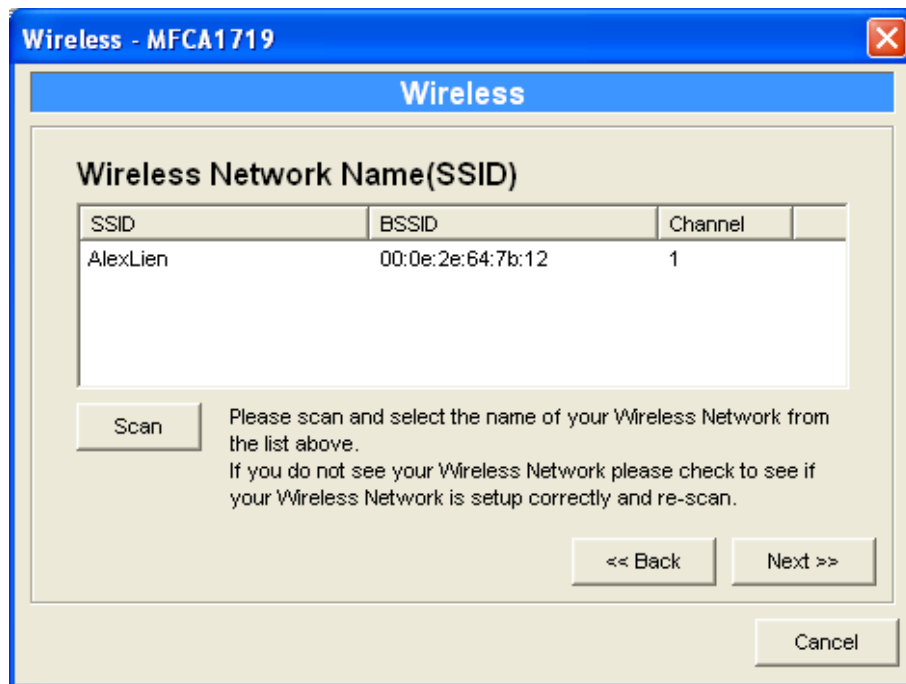 Wireless - MFCA1719
Wireless
Wireless Network Name(SSID)
SSID BSSID Channel
AlexLien 00:0e:2e:64:7b:12 1
Scan
Please scan and select the name of your Wireless Network from
the list above.
If you do not see your Wireless Network please check to see if
your Wireless Network is setup correctly and re-scan.
<< Back Next >>
Cancel